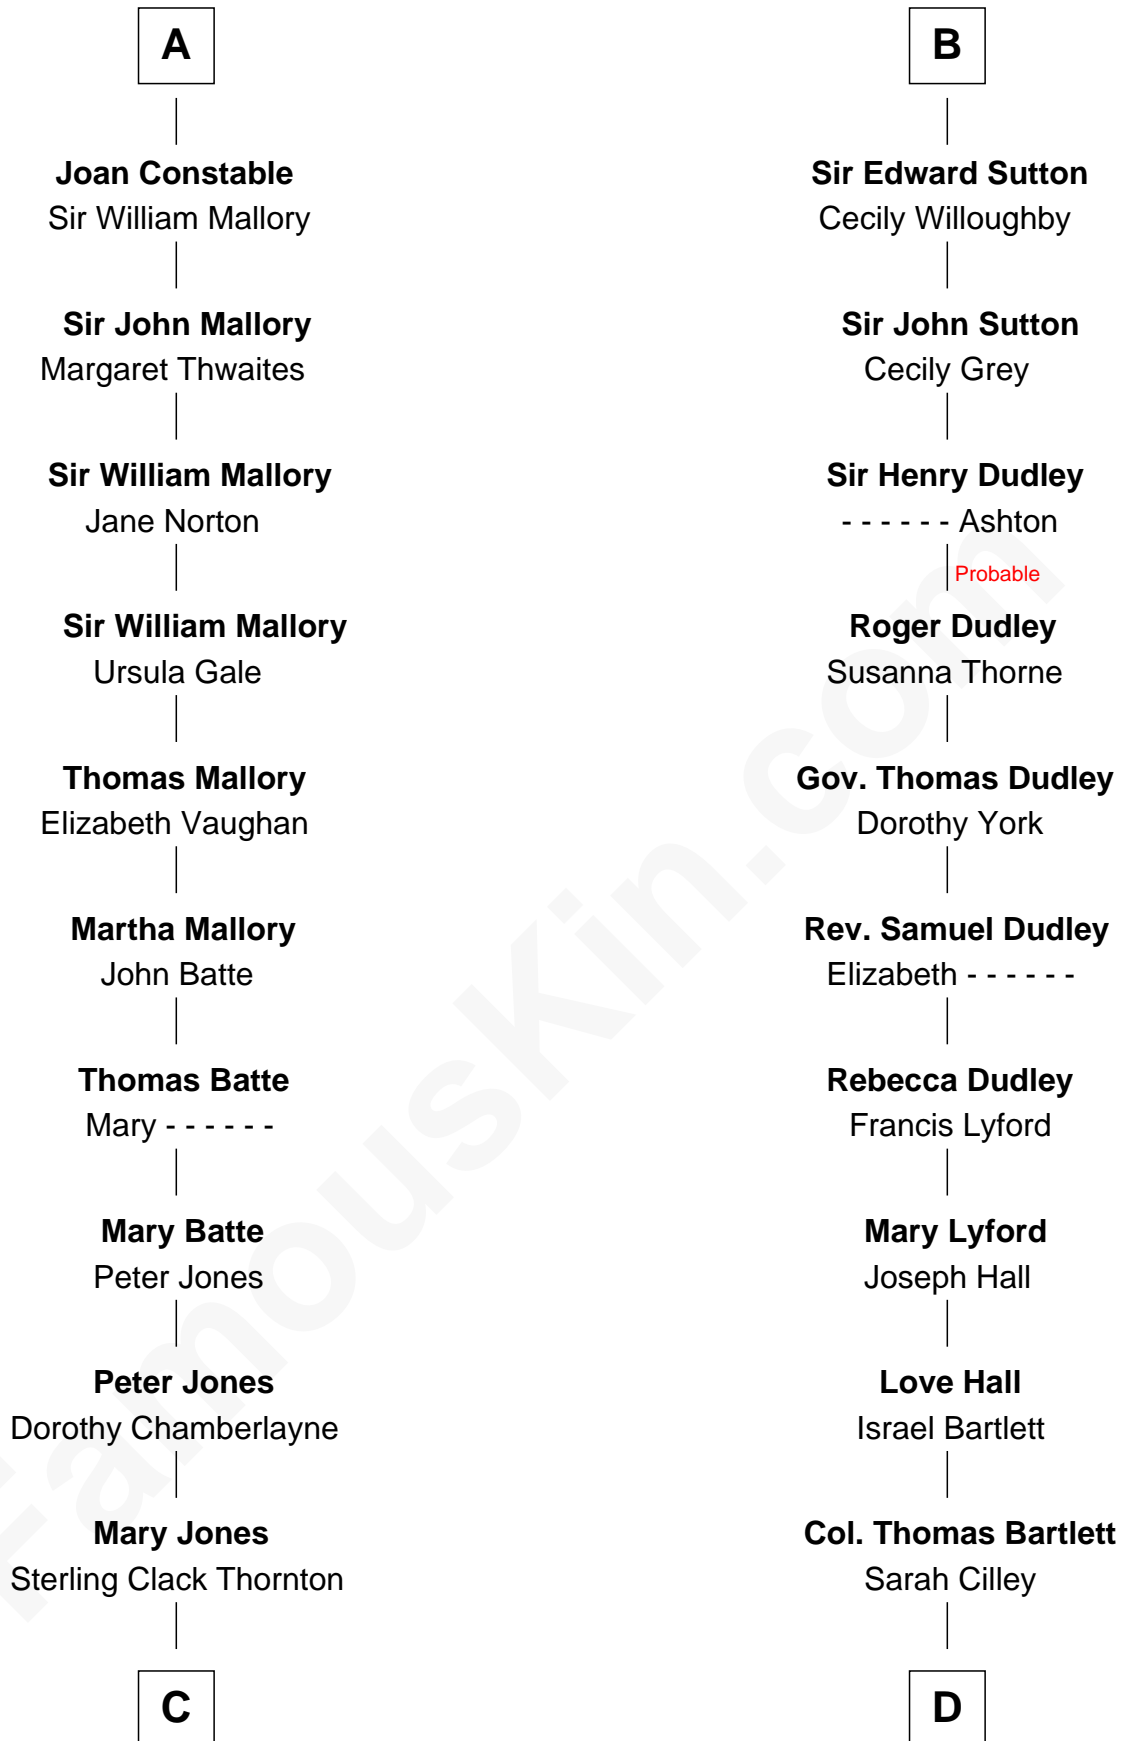 A
Joan Constable
Sir William Mallory
Sir John Mallory
Margaret Thwaites
Sir William Mallory
Jane Norton
Sir William Mallory
Ursula Gale
Thomas Mallory
Elizabeth Vaughan
Martha Mallory
John Batte
Thomas Batte
Mary - - - - - -
Mary Batte
Peter Jones
Peter Jones
Dorothy Chamberlayne
Mary Jones
Sterling Clack Thornton
C
B
Sir Edward Sutton
Cecily Willoughby
Sir John Sutton
Cecily Grey
Sir Henry Dudley
- - - - - - Ashton
Probable
Roger Dudley
Susanna Thorne
Gov. Thomas Dudley
Dorothy York
Rev. Samuel Dudley
Elizabeth - - - - - -
Rebecca Dudley
Francis Lyford
Mary Lyford
Joseph Hall
Love Hall
Israel Bartlett
Col. Thomas Bartlett
Sarah Cilley
D
FamousKin.com